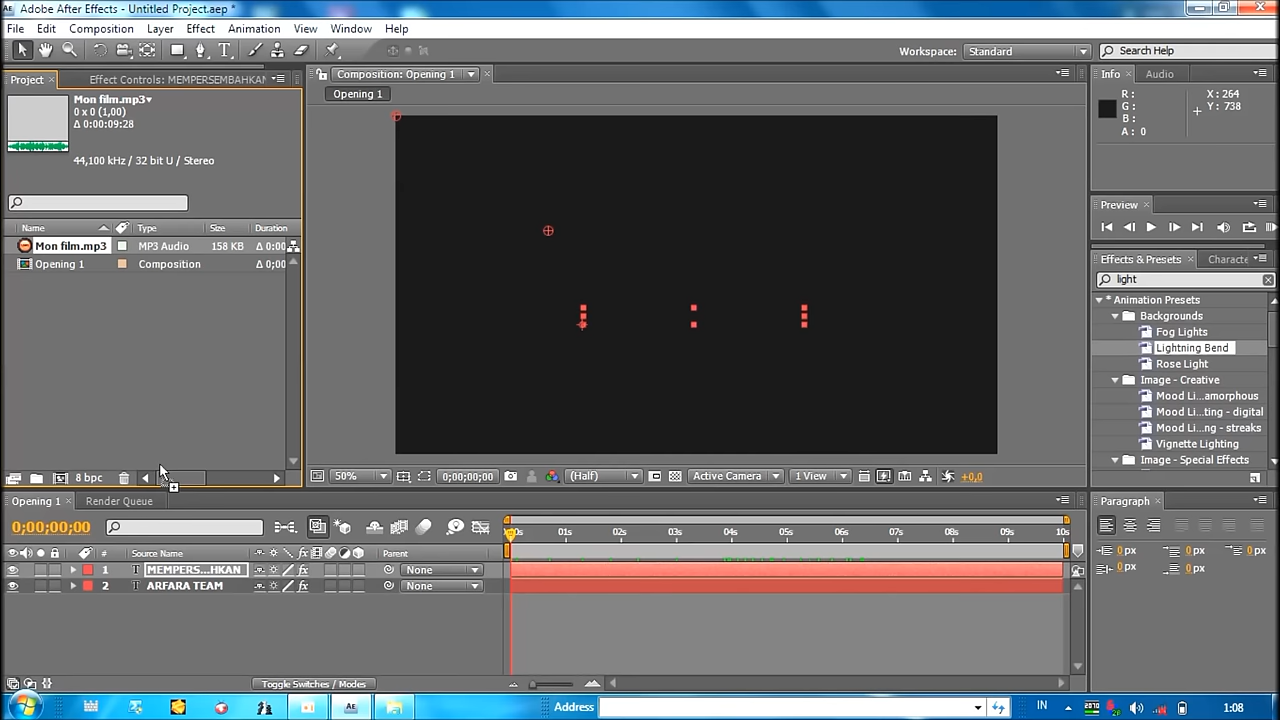 Adobe After Effects - Untitled Project.aep *
File Edit Composition Layer Effect Animation View Window Help
Workspace: Standard Search Help
Project Effect Controls: MEMPERSEMBAHKAN
Mon film.mp3
0 x 0 (1,00)
Δ 0:00:09:28
44,100 kHz / 32 bit U / Stereo
Name Type Size Duration
Mon film.mp3 MP3 Audio 158 KB Δ 0:00
Opening 1 Composition Δ 0;00
8 bpc
Composition: Opening 1
Opening 1
50% 0;00;00;00 (Half) Active Camera 1 View +0,0
Info Audio
R : X : 264
G : Y : 738
B :
A : 0
Preview
Effects & Presets Characte
light
* Animation Presets
Backgrounds
Fog Lights
Lightning Bend
Rose Light
Image - Creative
Mood Li...amorphous
Mood Li...ting - digital
Mood Li...ng - streaks
Vignette Lighting
Image - Special Effects
Opening 1 Render Queue
0;00;00;00
01s 02s 03s 04s 05s 06s 07s 08s 09s 10s
# Source Name Parent
1 T MEMPERS...HKAN fx None
2 T ARFARA TEAM fx None
Toggle Switches / Modes
Paragraph
0 px 0 px 0 px
0 px 0 px
Address IN 1:08